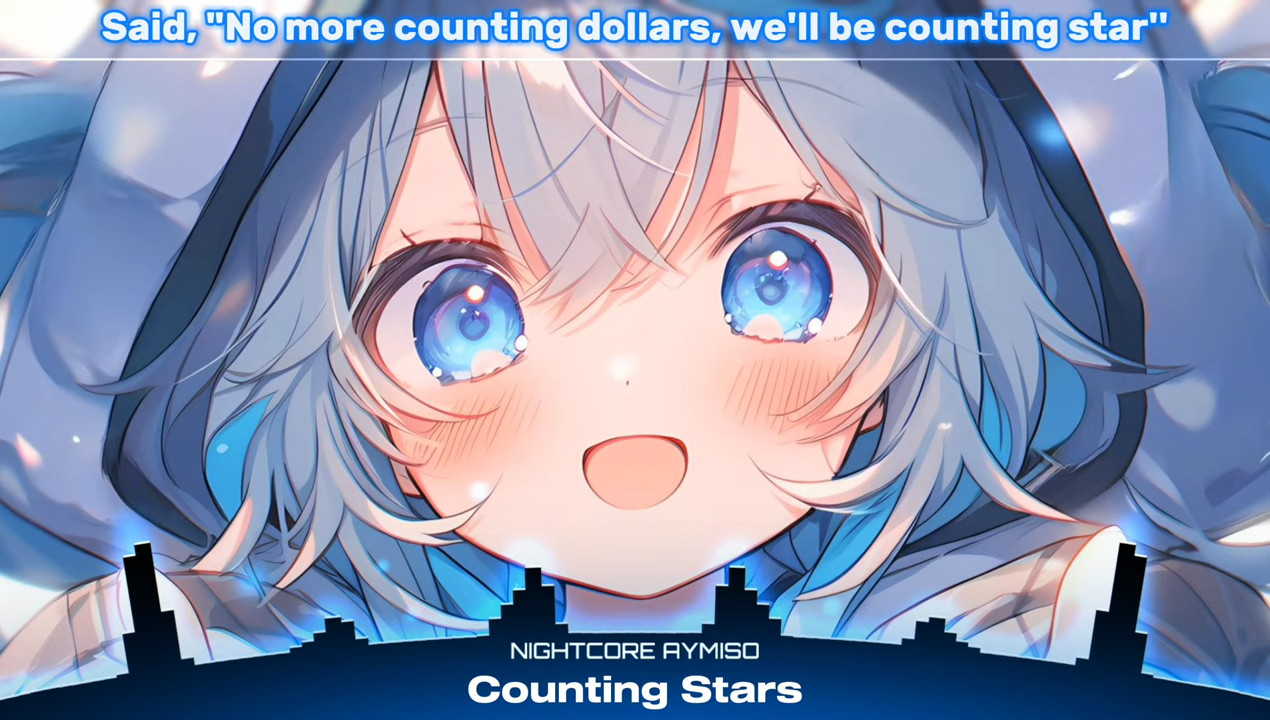 Said, "No more counting dollars, we'll be counting star"
NIGHTCORE AYMISO
Counting Stars